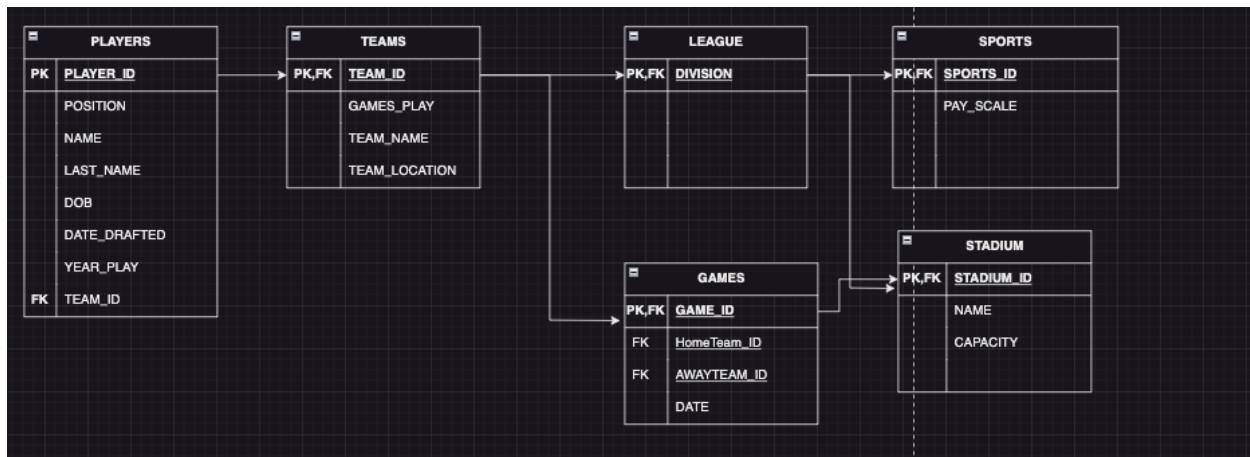 PLAYERS
PK PLAYER_ID
POSITION
NAME
LAST_NAME
DOB
DATE_DRAFTED
YEAR_PLAY
FK TEAM_ID
TEAMS
PK,FK TEAM_ID
GAMES_PLAY
TEAM_NAME
TEAM_LOCATION
LEAGUE
PK,FK DIVISION
SPORTS
PK,FK SPORTS_ID
PAY_SCALE
GAMES
PK,FK GAME_ID
FK HomeTeam_ID
FK AWAYTEAM_ID
DATE
STADIUM
PK,FK STADIUM_ID
NAME
CAPACITY